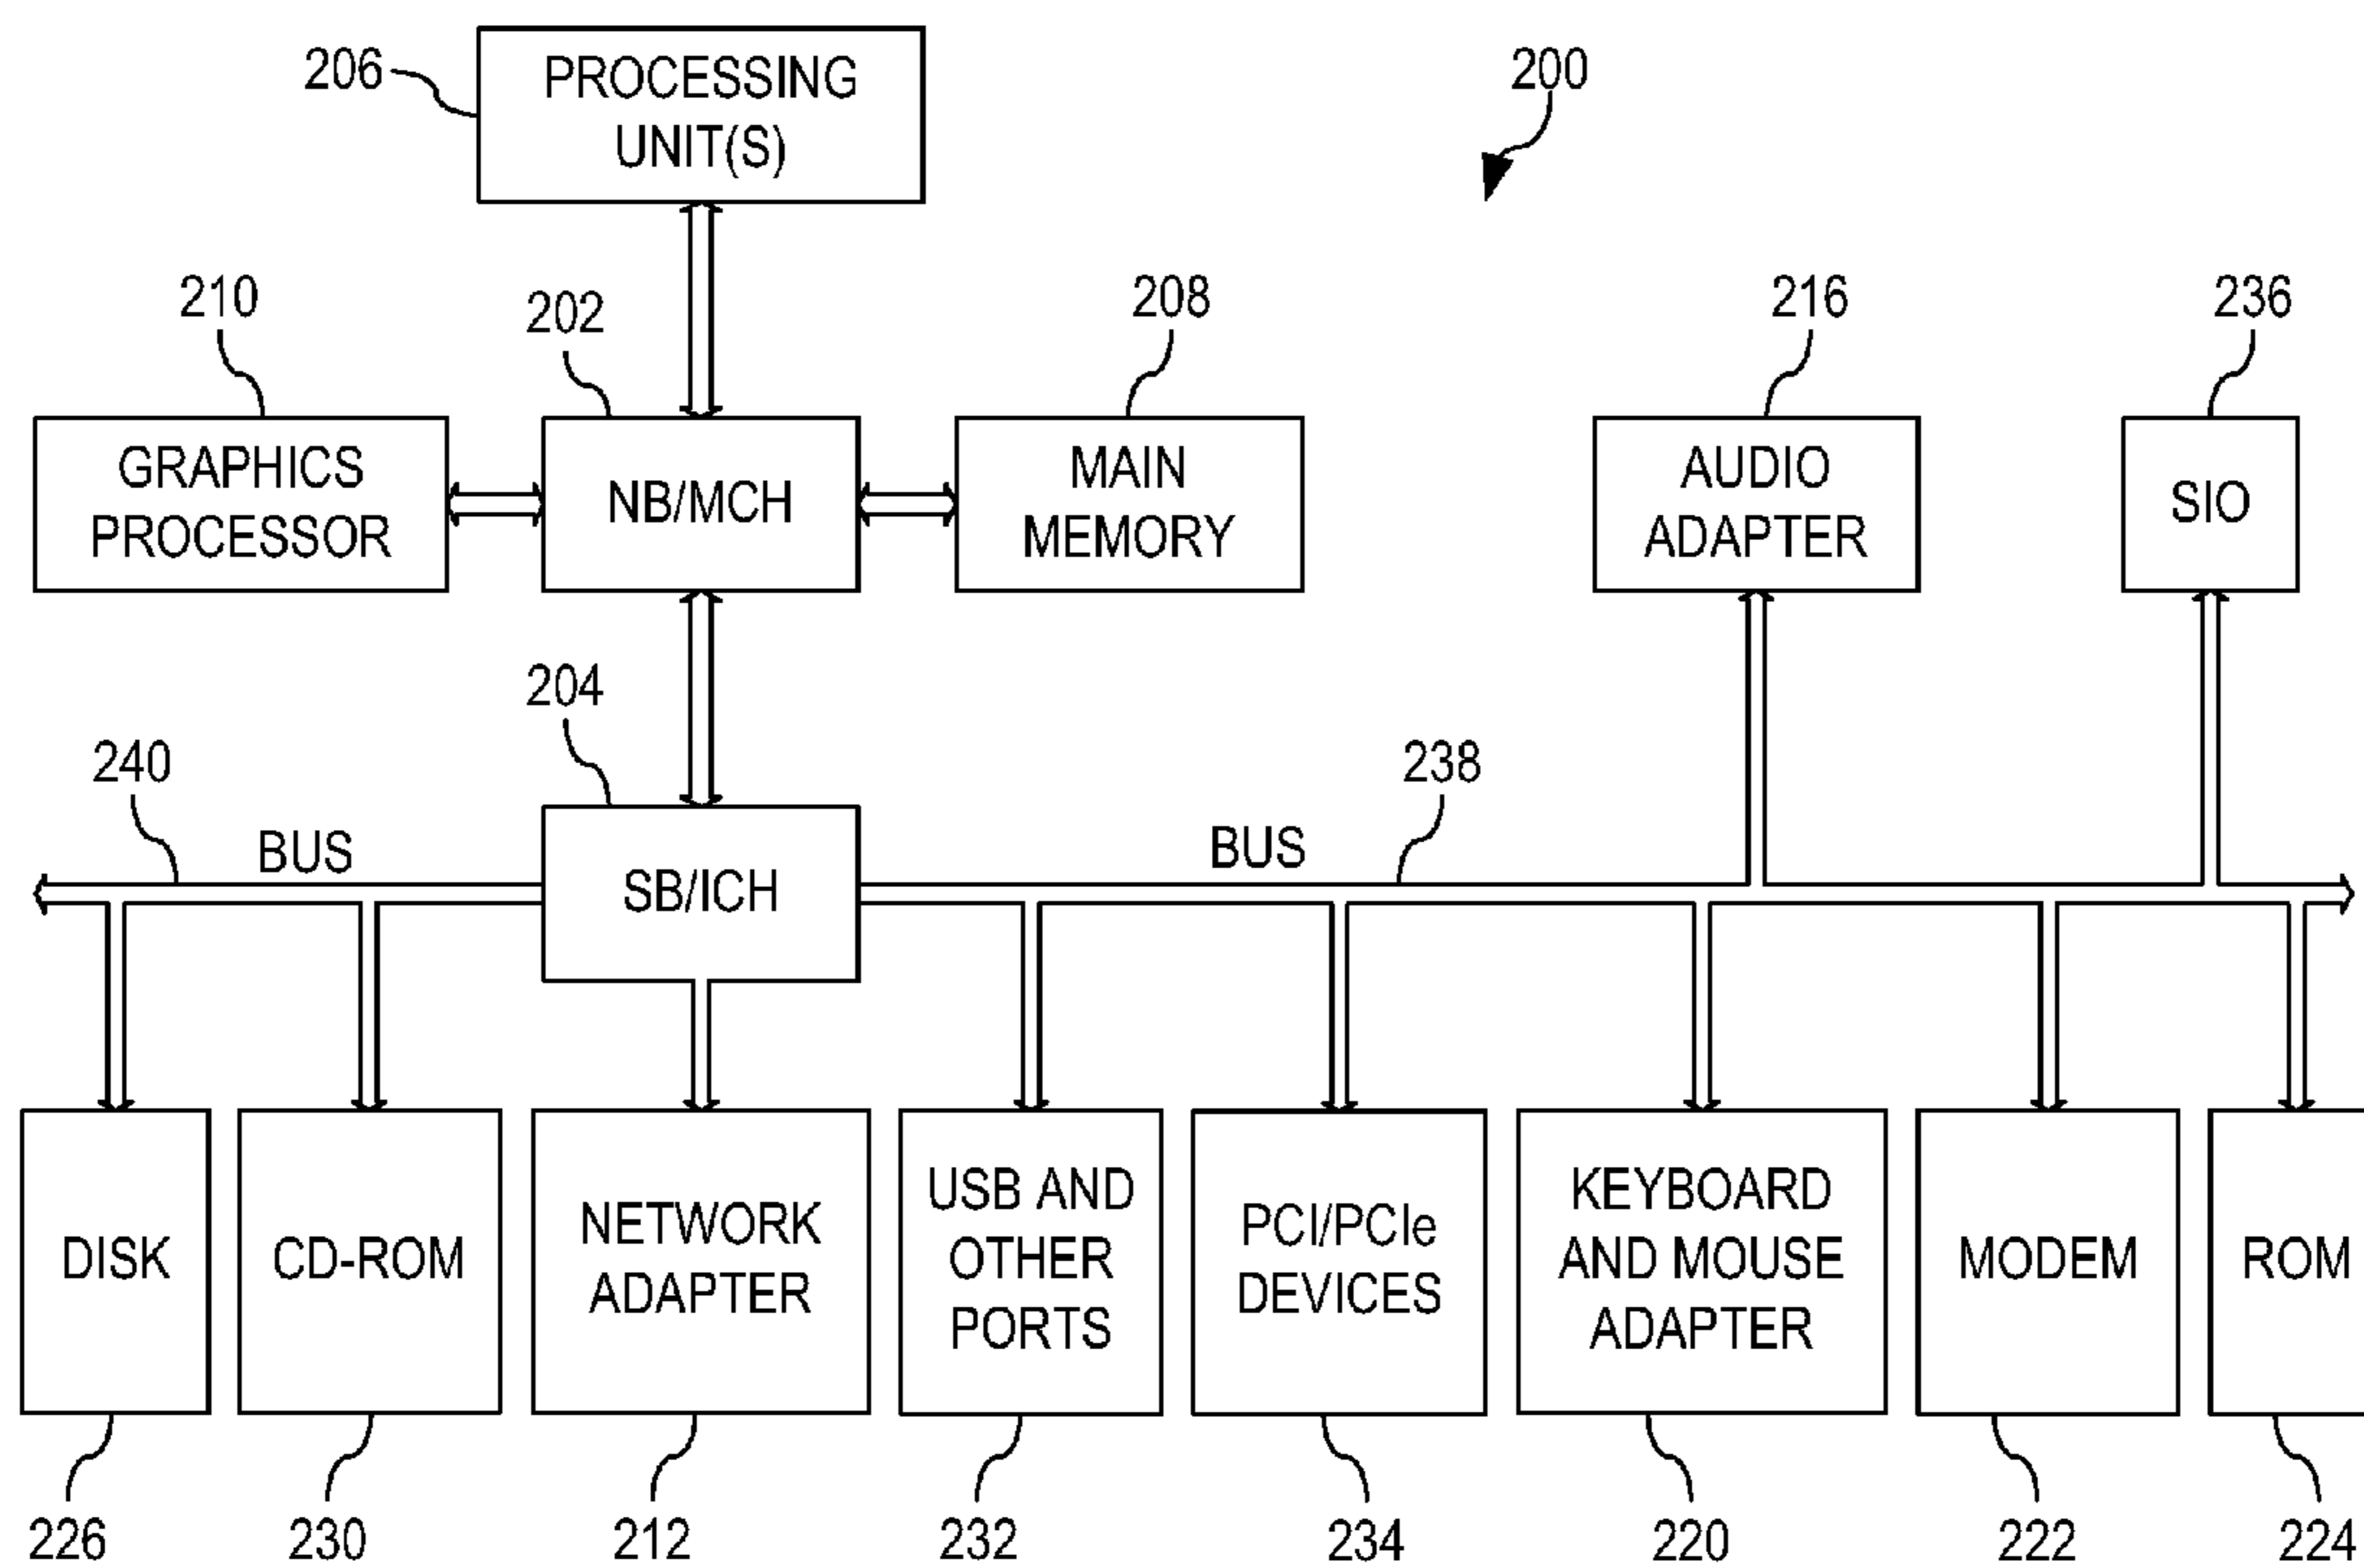 206
PROCESSING
UNIT(S)
200
210
202
208
216
236
GRAPHICS
PROCESSOR
NB/MCH
MAIN
MEMORY
AUDIO
ADAPTER
SIO
204
240
238
BUS
BUS
SB/ICH
DISK
CD-ROM
NETWORK
ADAPTER
USB AND
OTHER
PORTS
PCI/PCIe
DEVICES
KEYBOARD
AND MOUSE
ADAPTER
MODEM
ROM
226
230
212
232
234
220
222
224